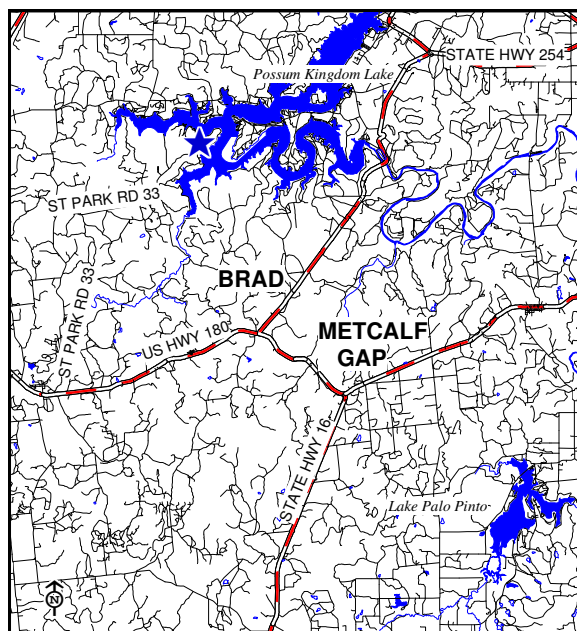 STATE HWY 254
Possum Kingdom Lake
ST PARK RD 33
BRAD
ST PARK RD 33
US HWY 180
METCALF
GAP
STATE HWY 16
Lake Palo Pinto
N